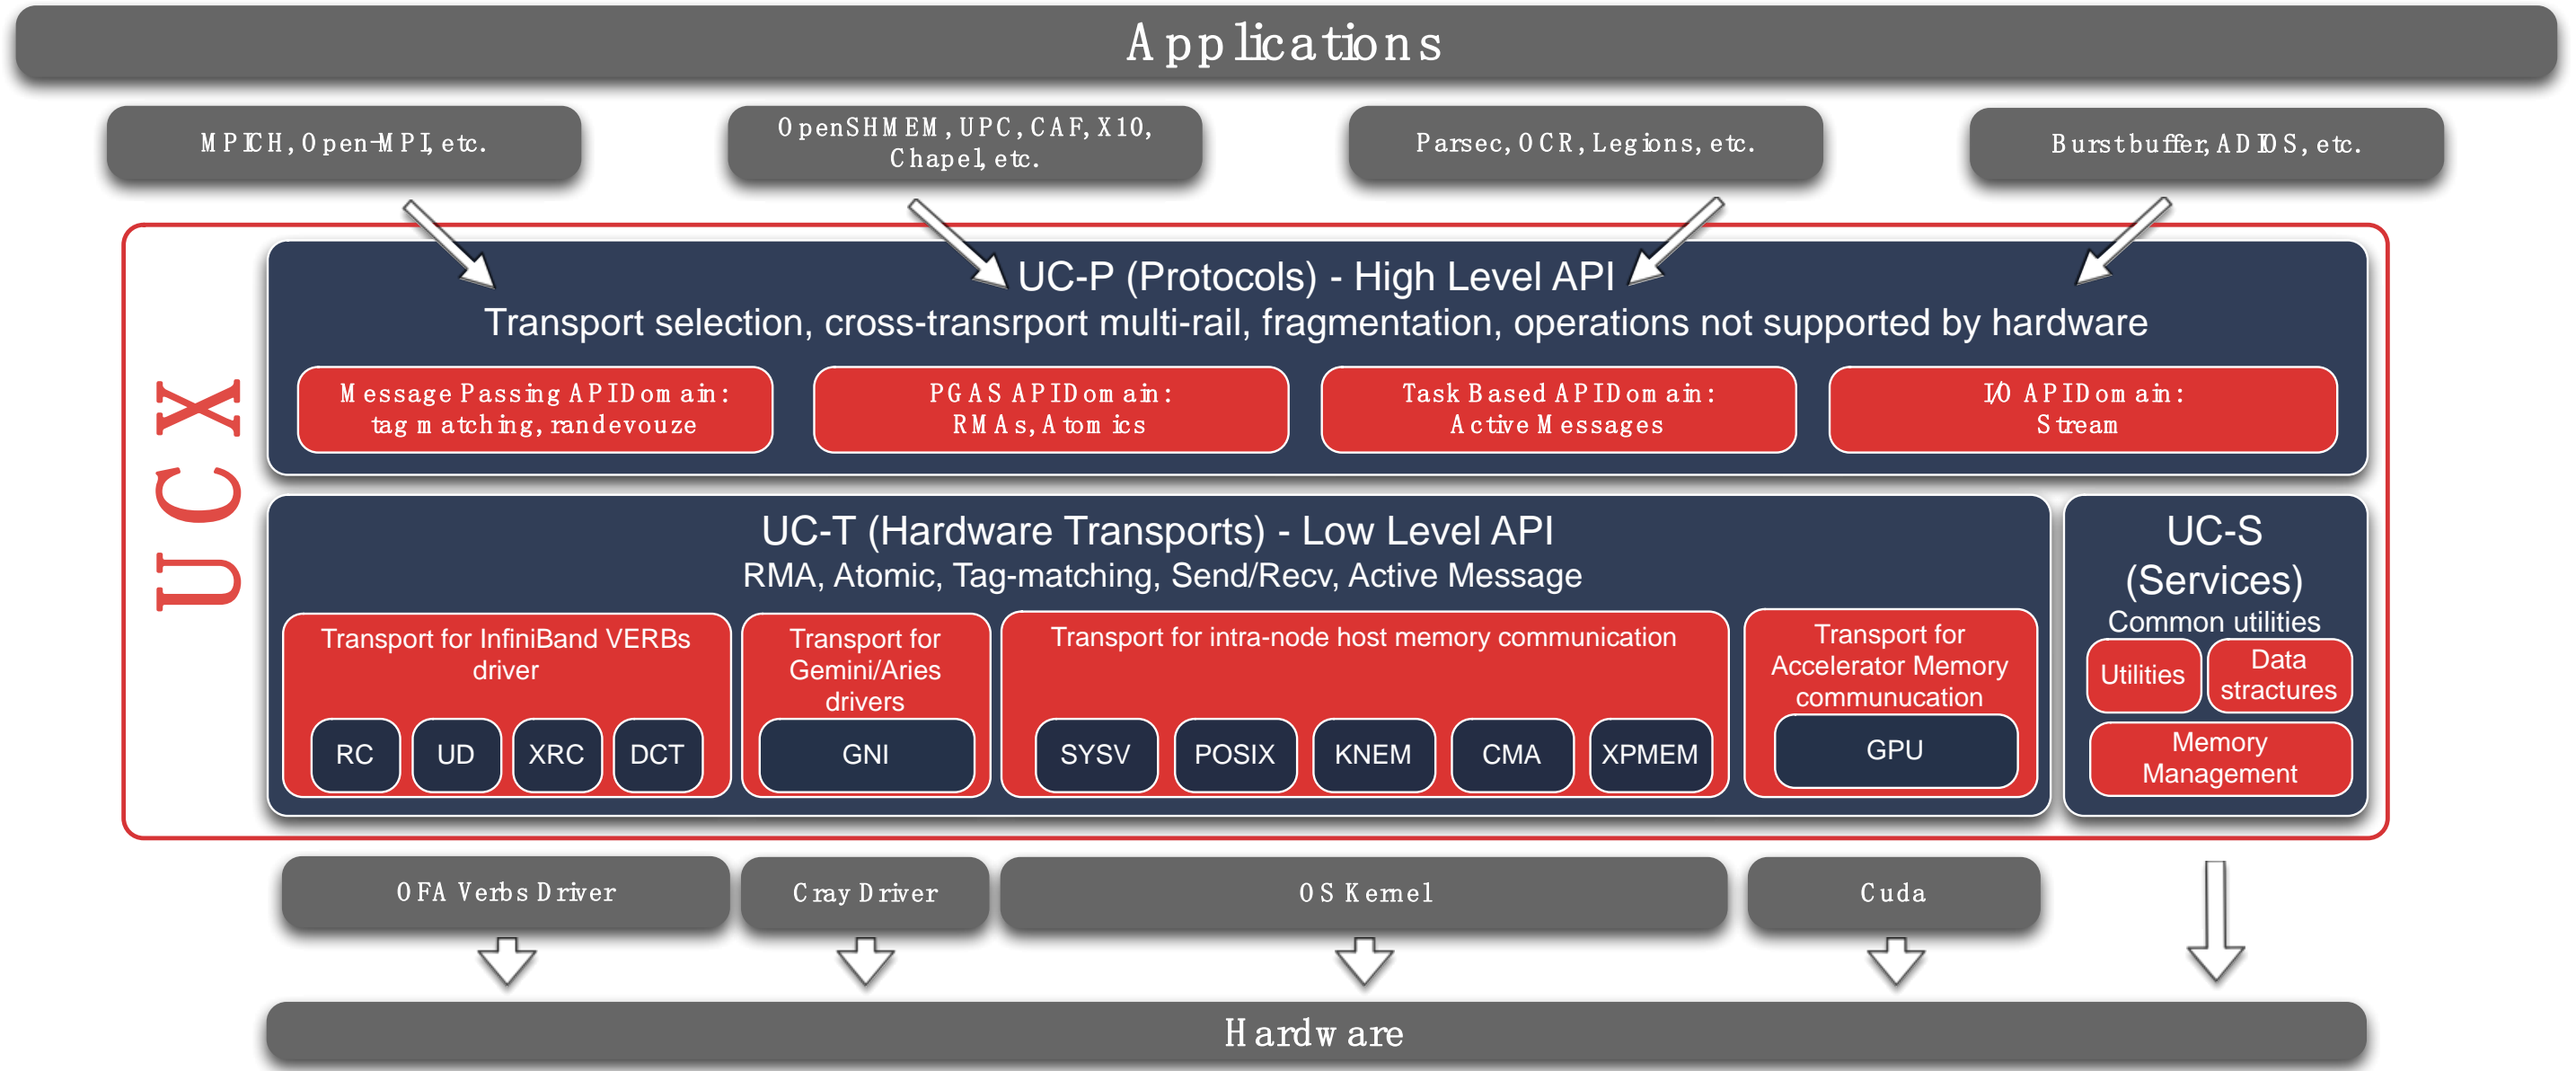 Applications
MPICH, Open-MPI, etc.
OpenSHMEM, UPC, CAF, X10,
Chapel, etc.
Parsec, OCR, Legions, etc.
Burstbuffer, ADIOS, etc.
UCX
UC-P (Protocols) - High Level API
Transport selection, cross-transrport multi-rail, fragmentation, operations not supported by hardware
Message Passing API Domain:
tag matching, randevouze
PGAS API Domain:
RMAs, Atomics
Task Based API Domain:
Active Messages
I/O API Domain:
Stream
UC-T (Hardware Transports) - Low Level API
RMA, Atomic, Tag-matching, Send/Recv, Active Message
Transport for InfiniBand VERBs
driver
RC
UD
XRC
DCT
Transport for
Gemini/Aries
drivers
GNI
Transport for intra-node host memory communication
SYSV
POSIX
KNEM
CMA
XPMEM
Transport for
Accelerator Memory
communucation
GPU
UC-S
(Services)
Common utilities
Utilities
Data
stractures
Memory
Management
OFA Verbs Driver
Cray Driver
OS Kernel
Cuda
Hardware